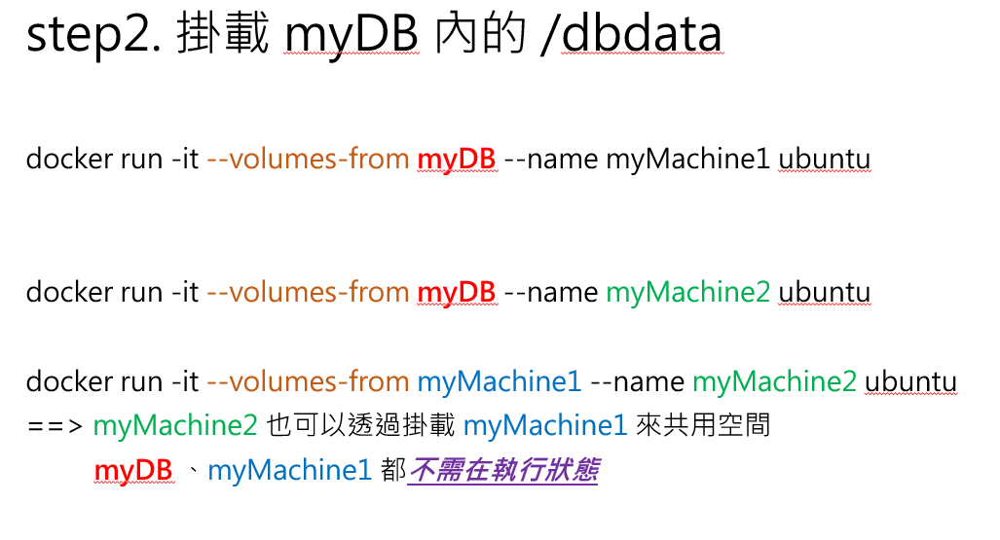 step2. 掛載 myDB 內的 /dbdata
docker run -it --volumes-from myDB --name myMachine1 ubuntu
docker run -it --volumes-from myDB --name myMachine2 ubuntu
docker run -it --volumes-from myMachine1 --name myMachine2 ubuntu
==> myMachine2 也可以透過掛載 myMachine1 來共用空間
myDB 、myMachine1 都不需在執行狀態